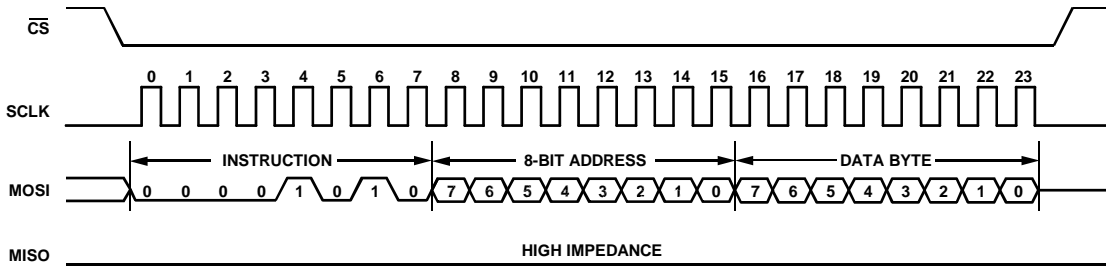 CS
0 1 2 3 4 5 6 7 8 9 10 11 12 13 14 15 16 17 18 19 20 21 22 23
SCLK
INSTRUCTION 8-BIT ADDRESS DATA BYTE
MOSI 0 0 0 0 1 0 1 0 7 6 5 4 3 2 1 0 7 6 5 4 3 2 1 0
MISO HIGH IMPEDANCE